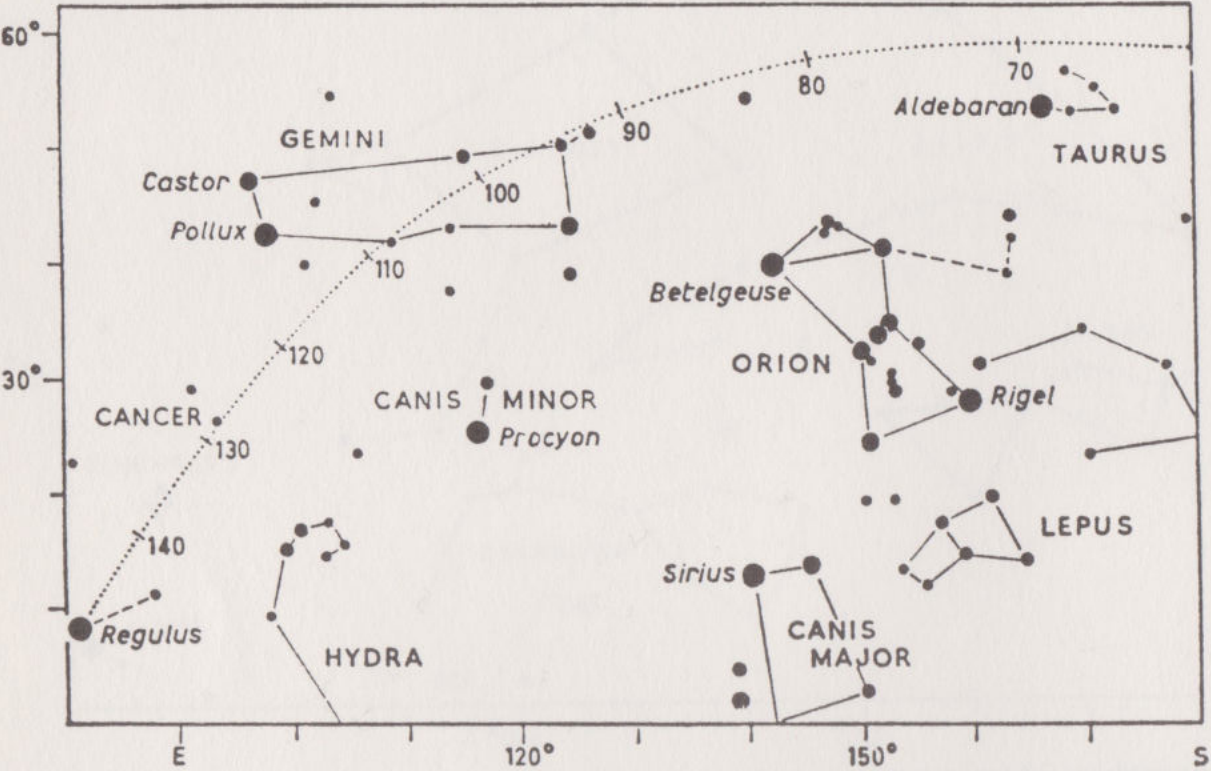 60°
70
80
Aldebaran
90
GEMINI
TAURUS
Castor
100
Pollux
110
Betelgeuse
120
ORION
30°
CANIS MINOR
Rigel
CANCER
Procyon
130
LEPUS
140
Sirius
Regulus
CANIS
MAJOR
HYDRA
E
120°
150°
S